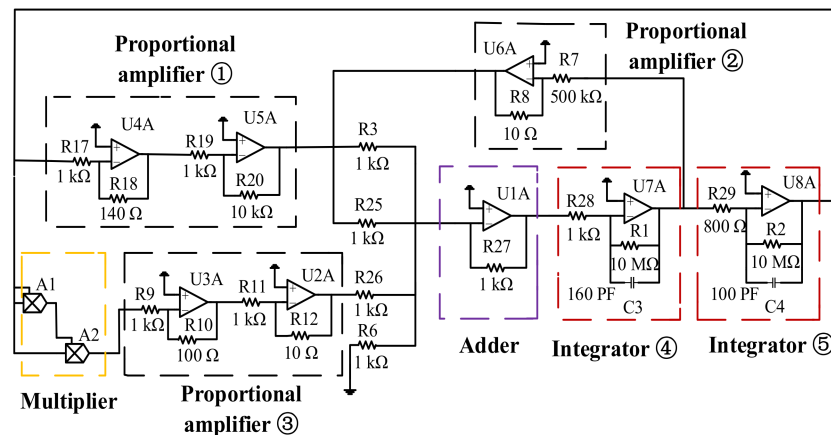 Proportional
amplifier ①
U4A
U5A
R17
1 kΩ
R18
140 Ω
R19
1 kΩ
R20
10 kΩ
U6A
R7
500 kΩ
R8
10 Ω
Proportional
amplifier ②
R3
1 kΩ
R25
1 kΩ
R26
1 kΩ
R6
1 kΩ
U1A
R27
1 kΩ
Adder
R28
1 kΩ
U7A
R1
10 MΩ
160 PF
C3
Integrator ④
R29
800 Ω
U8A
R2
10 MΩ
100 PF
C4
Integrator ⑤
A1
A2
Multiplier
R9
1 kΩ
U3A
R10
100 Ω
R11
1 kΩ
U2A
R12
10 Ω
Proportional
amplifier ③